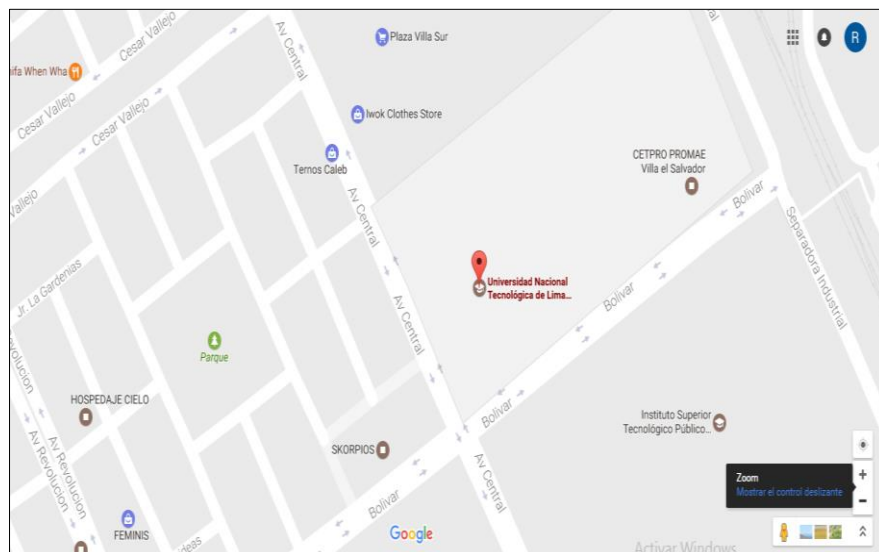 Cesar Vallejo
Av Central
Plaza Villa Sur
R
ifa When Wha
Cesar Vallejo
Cesar Vallejo
Iwok Clothes Store
Ternos Caleb
CETPRO PROMAE
Villa el Salvador
Vallejo
Av Central
Bolivar
Separadora Industrial
Universidad Nacional
Tecnológica de Lima...
Jr. La Gardenias
Bolivar
Av Central
Parque
Revolucion
HOSPEDAJE CIELO
Bolivar
Instituto Superior
Tecnológico Público...
Av Revolucion
Av Revolucion
SKORPIOS
Av Central
Zoom
Mostrar el control deslizante
FEMINIS
Bolivar
Google
Activar Windows